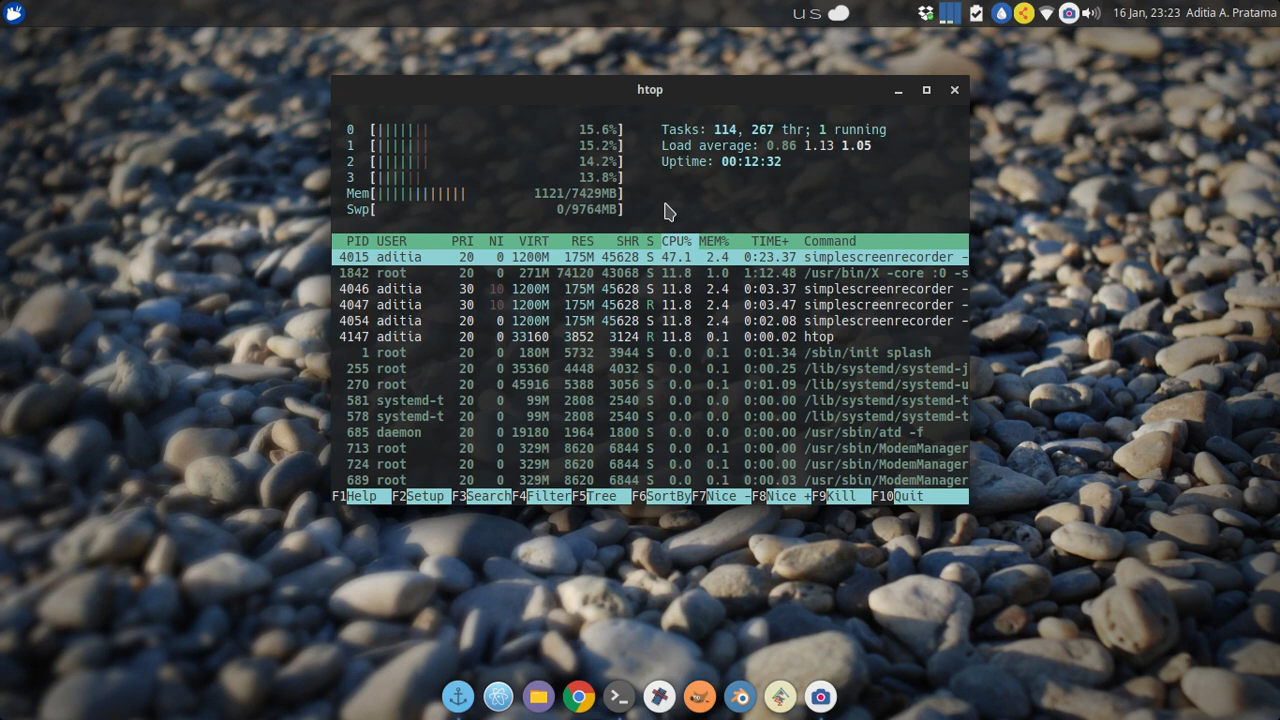 US 16 Jan, 23:23 Aditia A. Pratama
htop
0 [||||||| 15.6%] Tasks: 114, 267 thr; 1 running
1 [||||||| 15.2%] Load average: 0.86 1.13 1.05
2 [||||||| 14.2%] Uptime: 00:12:32
3 [|||||| 13.8%]
Mem[|||||||||||| 1121/7429MB]
Swp[ 0/9764MB]
PID USER PRI NI VIRT RES SHR S CPU% MEM% TIME+ Command
4015 aditia 20 0 1200M 175M 45628 S 47.1 2.4 0:23.37 simplescreenrecorder -
1842 root 20 0 271M 74120 43068 S 11.8 1.0 1:12.48 /usr/bin/X -core :0 -s
4046 aditia 30 10 1200M 175M 45628 S 11.8 2.4 0:03.37 simplescreenrecorder -
4047 aditia 30 10 1200M 175M 45628 R 11.8 2.4 0:03.47 simplescreenrecorder -
4054 aditia 20 0 1200M 175M 45628 S 11.8 2.4 0:02.08 simplescreenrecorder -
4147 aditia 20 0 33160 3852 3124 R 11.8 0.1 0:00.02 htop
1 root 20 0 180M 5732 3944 S 0.0 0.1 0:01.34 /sbin/init splash
255 root 20 0 35360 4448 4032 S 0.0 0.1 0:00.25 /lib/systemd/systemd-j
270 root 20 0 45916 5388 3056 S 0.0 0.1 0:01.09 /lib/systemd/systemd-u
581 systemd-t 20 0 99M 2808 2540 S 0.0 0.1 0:00.00 /lib/systemd/systemd-t
578 systemd-t 20 0 99M 2808 2540 S 0.0 0.1 0:00.00 /lib/systemd/systemd-t
685 daemon 20 0 19180 1964 1800 S 0.0 0.0 0:00.00 /usr/sbin/atd -f
713 root 20 0 329M 8620 6844 S 0.0 0.1 0:00.00 /usr/sbin/ModemManager
724 root 20 0 329M 8620 6844 S 0.0 0.1 0:00.00 /usr/sbin/ModemManager
689 root 20 0 329M 8620 6844 S 0.0 0.1 0:00.03 /usr/sbin/ModemManager
F1Help F2Setup F3SearchF4FilterF5Tree F6SortByF7Nice -F8Nice +F9Kill F10Quit